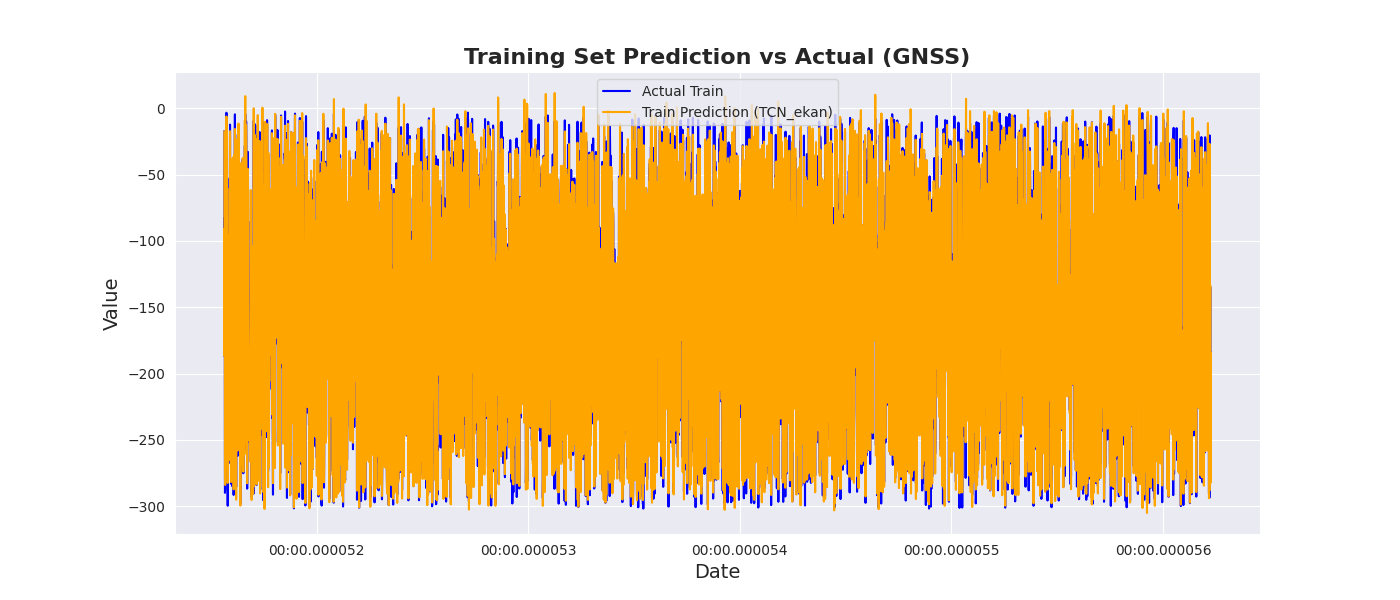 Training Set Prediction vs Actual (GNSS)
Actual Train
Train Prediction (TCN_ekan)
Value
0
−50
−100
−150
−200
−250
−300
00:00.000052
00:00.000053
00:00.000054
00:00.000055
00:00.000056
Date